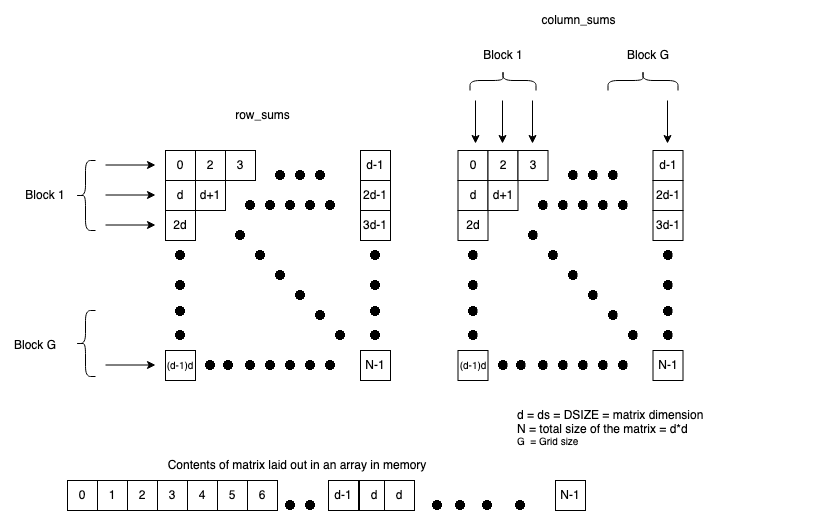 column_sums
Block 1
Block G
row_sums
0 2 3 d-1
d d+1 2d-1
2d 3d-1
Block 1
(d-1)d N-1
Block G
0 2 3 d-1
d d+1 2d-1
2d 3d-1
(d-1)d N-1
d = ds = DSIZE = matrix dimension
N = total size of the matrix = d*d
G = Grid size
Contents of matrix laid out in an array in memory
0 1 2 3 4 5 6 d-1 d d N-1